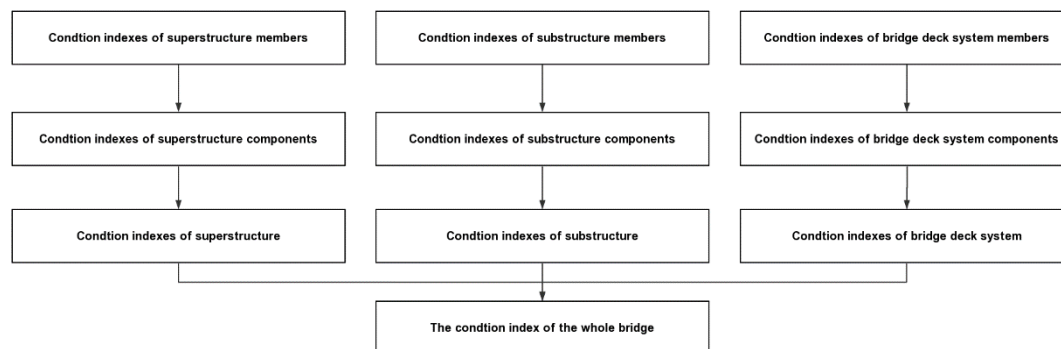 Condtion indexes of superstructure members
Condtion indexes of substructure members
Condtion indexes of bridge deck system members
Condtion indexes of superstructure components
Condtion indexes of substructure components
Condtion indexes of bridge deck system components
Condtion indexes of superstructure
Condtion indexes of substructure
Condtion indexes of bridge deck system
The condtion index of the whole bridge